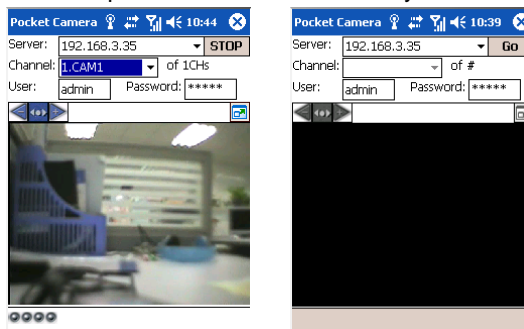 Pocket Camera 10:44
Server: 192.168.3.35 STOP
Channel: 1.CAM1 of 1CHs
User: admin Password: *****
Pocket Camera 10:39
Server: 192.168.3.35 Go
Channel: of #
User: admin Password: *****